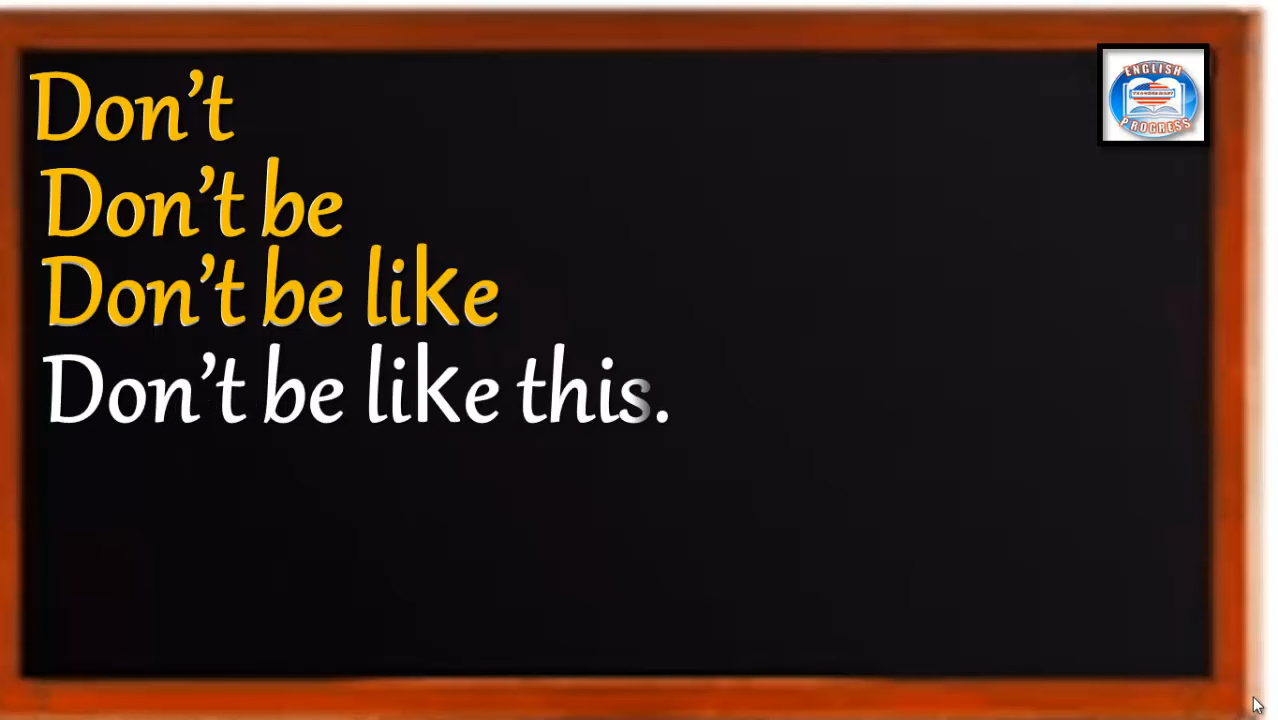 Don’t
Don’t be
Don’t be like
Don’t be like this.
ENGLISH
PROGRESS